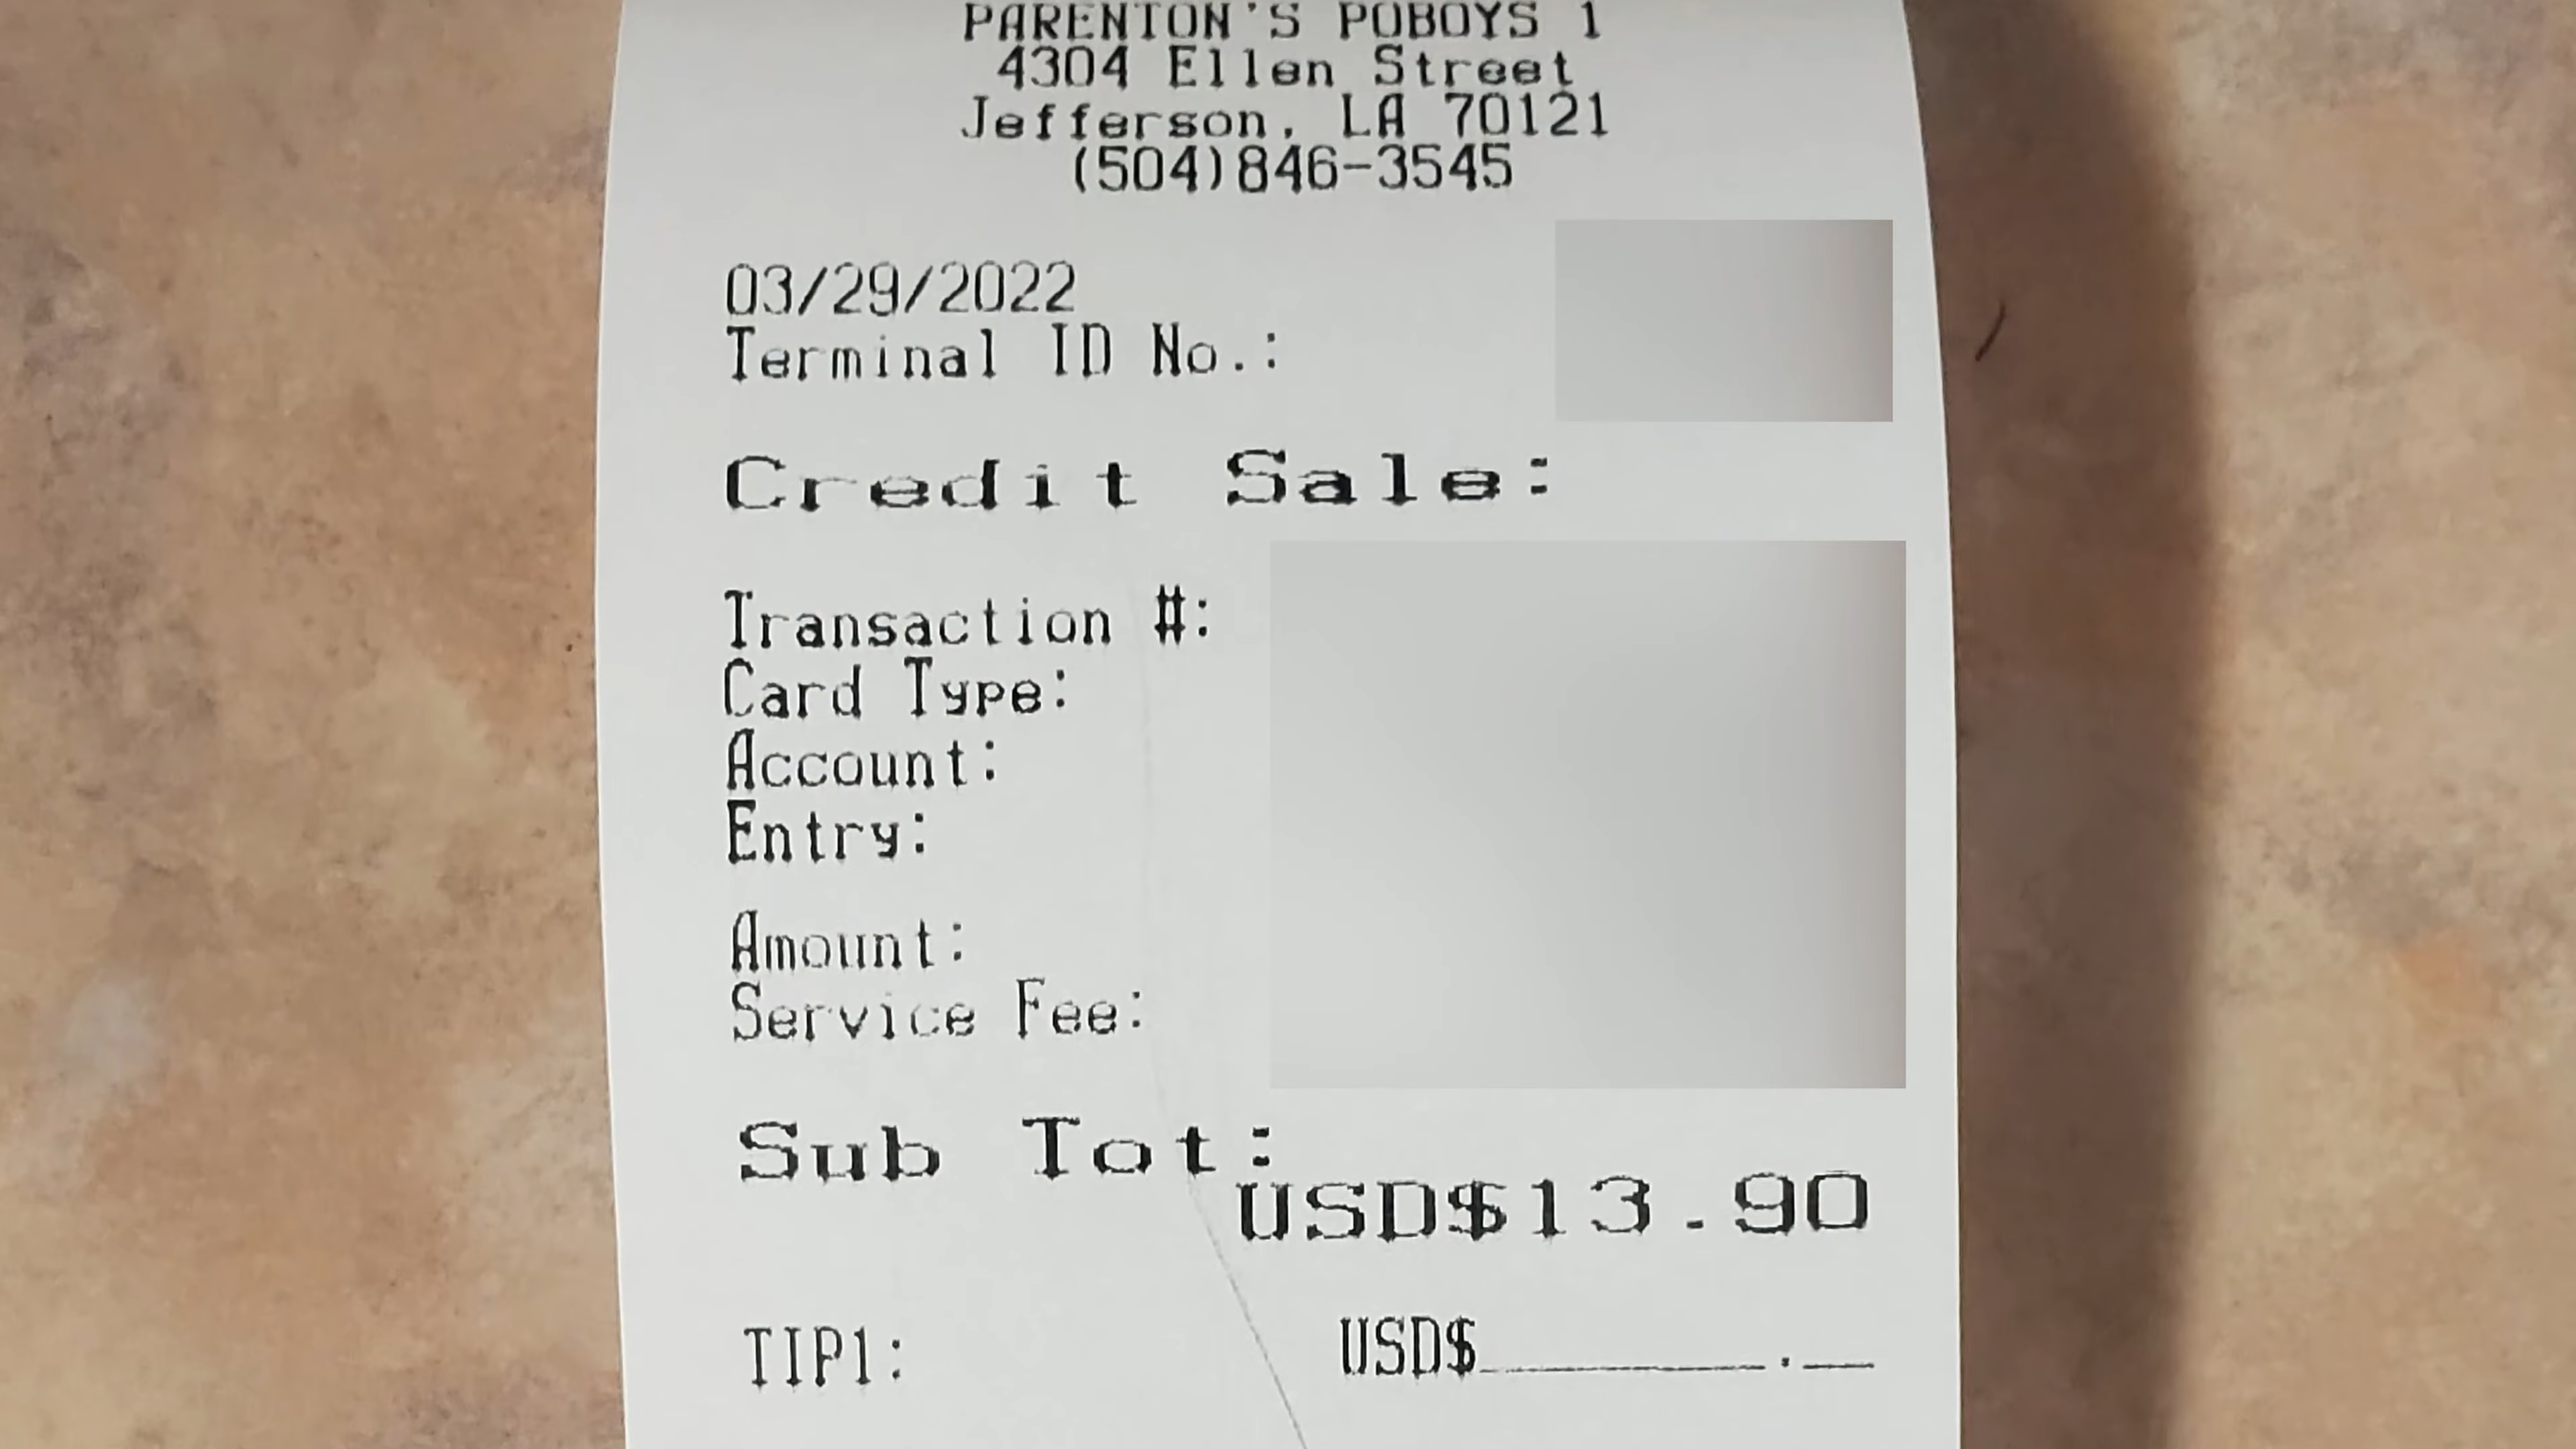 PARENTON'S POBOYS 1
4304 Ellen Street
Jefferson, LA 70121
(504)846-3545
03/29/2022
Terminal ID No.:
Credit Sale:
Transaction #:
Card Type:
Account:
Entry:
Amount:
Service Fee:
Sub Tot:
USD$13.90
TIP1: USD$________.__